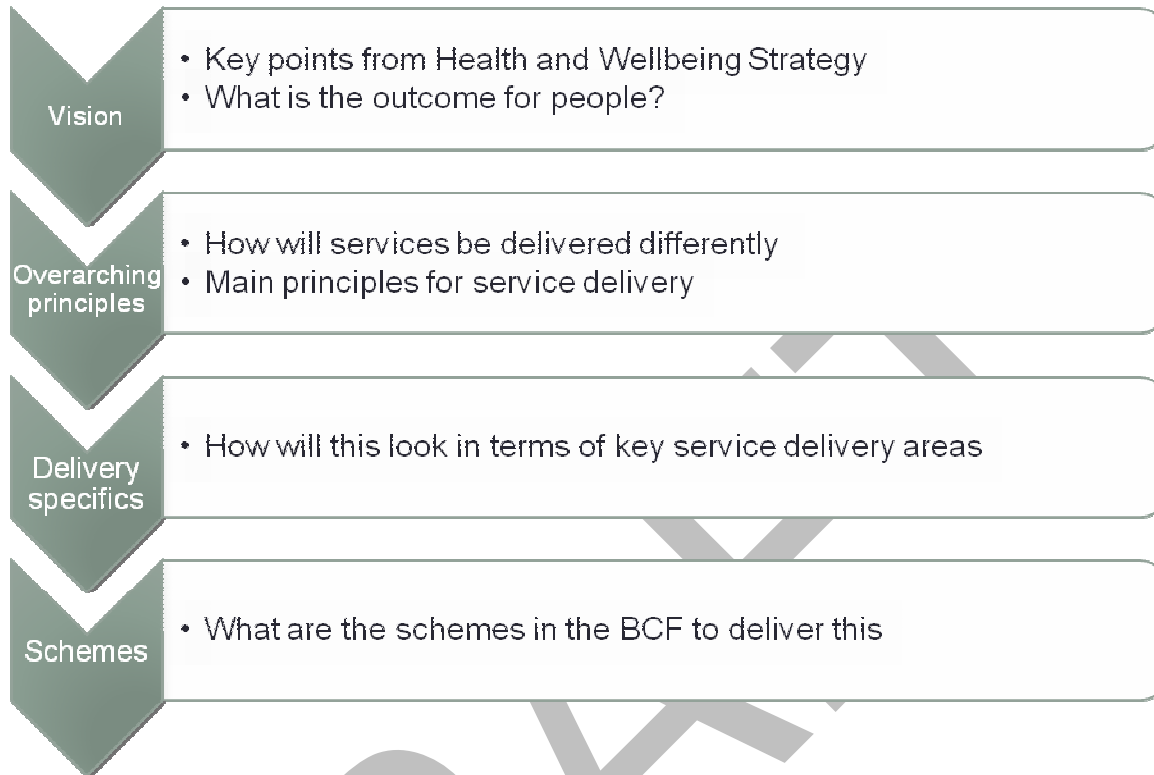 Vision
• Key points from Health and Wellbeing Strategy
• What is the outcome for people?
Overarching
principles
• How will services be delivered differently
• Main principles for service delivery
Delivery
specifics
• How will this look in terms of key service delivery areas
Schemes
• What are the schemes in the BCF to deliver this